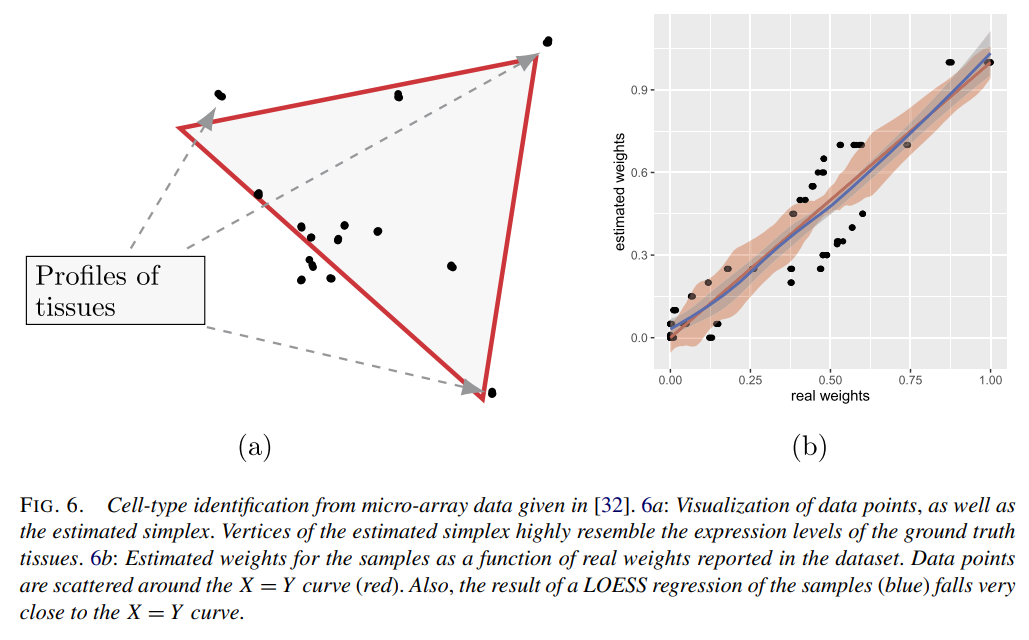 Profiles of
tissues
(a)
estimated weights
0.9
0.6
0.3
0.0
0.00 0.25 0.50 0.75 1.00
real weights
(b)
FIG. 6. Cell-type identification from micro-array data given in [32]. 6a: Visualization of data points, as well as
the estimated simplex. Vertices of the estimated simplex highly resemble the expression levels of the ground truth
tissues. 6b: Estimated weights for the samples as a function of real weights reported in the dataset. Data points
are scattered around the X = Y curve (red). Also, the result of a LOESS regression of the samples (blue) falls very
close to the X = Y curve.